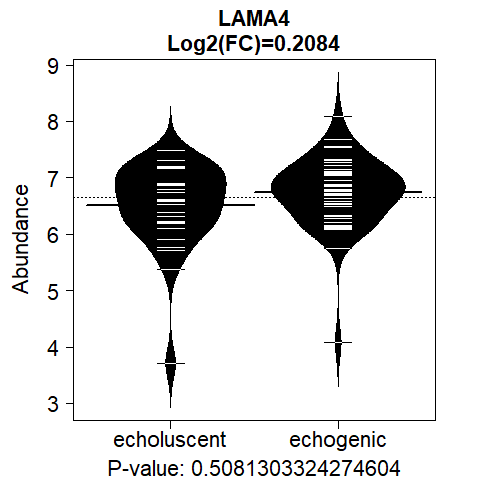 LAMA4
Log2(FC)=0.2084
Abundance
9
8
7
6
5
4
3
echoluscent echogenic
P-value: 0.5081303324274604